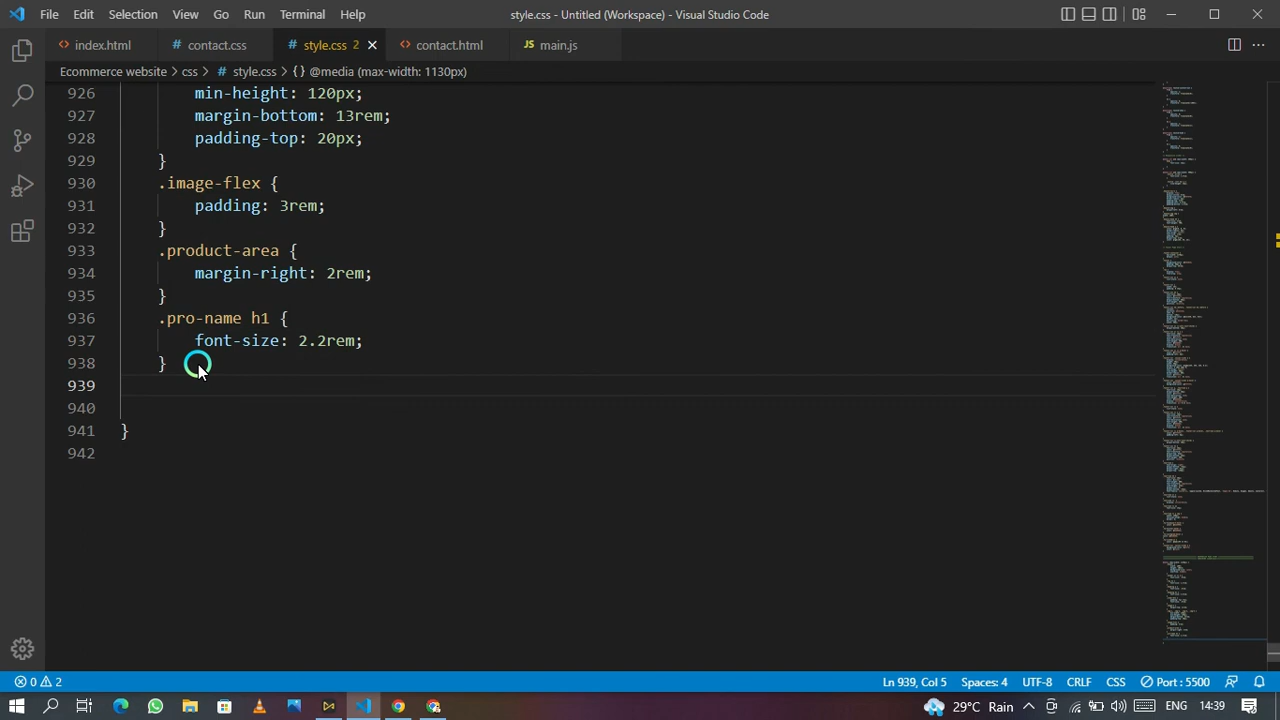 File Edit Selection View Go Run Terminal Help
style.css - Untitled (Workspace) - Visual Studio Code
index.html
contact.css
style.css 2
contact.html
JS main.js
Ecommerce website > css > # style.css > {} @media (max-width: 1130px)
926 min-height: 120px;
927 margin-bottom: 13rem;
928 padding-top: 20px;
929 }
930 .image-flex {
931 padding: 3rem;
932 }
933 .product-area {
934 margin-right: 2rem;
935 }
936 .pro-name h1 {
937 font-size: 2.2rem;
938 }
939
940
941 }
942
0 2
Ln 939, Col 5 Spaces: 4 UTF-8 CRLF CSS Port : 5500
29°C Rain ENG 14:39